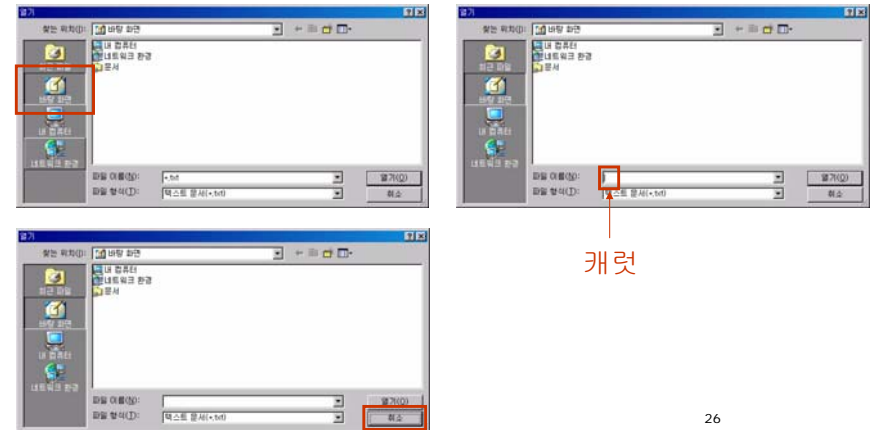 열기
찾는 위치(I): 바탕 화면
내 컴퓨터
네트워크 환경
문서
최근 파일
바탕 화면
내 컴퓨터
네트워크 환경
파일 이름(N): *.txt 열기(O)
파일 형식(T): 텍스트 문서(*.txt) 취소
열기
찾는 위치(I): 바탕 화면
내 컴퓨터
네트워크 환경
문서
최근 파일
바탕 화면
내 컴퓨터
네트워크 환경
파일 이름(N): 열기(O)
파일 형식(T): 텍스트 문서(*.txt) 취소
캐럿
열기
찾는 위치(I): 바탕 화면
내 컴퓨터
네트워크 환경
문서
최근 파일
바탕 화면
내 컴퓨터
네트워크 환경
파일 이름(N): 열기(O)
파일 형식(T): 텍스트 문서(*.txt) 취소
26